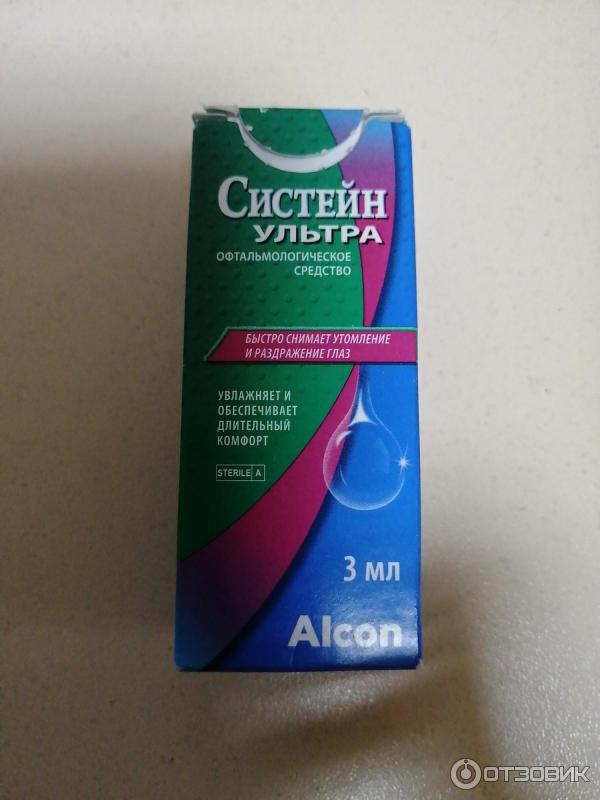 СИСТЕЙН
УЛЬТРА
ОФТАЛЬМОЛОГИЧЕСКОЕ
СРЕДСТВО
БЫСТРО СНИМАЕТ УТОМЛЕНИЕ
И РАЗДРАЖЕНИЕ ГЛАЗ
УВЛАЖНЯЕТ И
ОБЕСПЕЧИВАЕТ
ДЛИТЕЛЬНЫЙ
КОМФОРТ
STERILE A
3 мл
Alcon
ОТЗОВИК